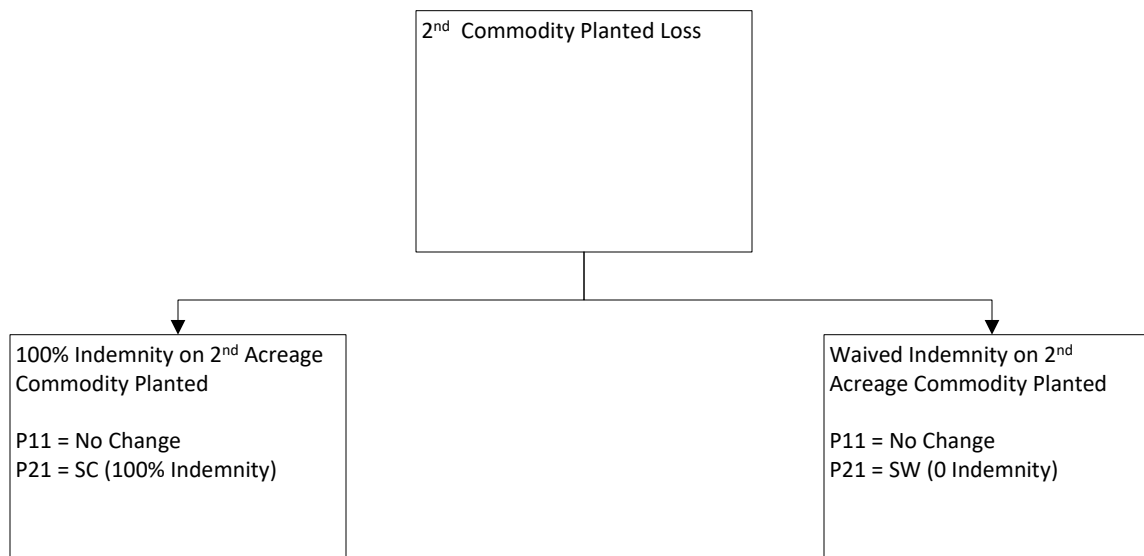 2nd Commodity Planted Loss
100% Indemnity on 2nd Acreage
Commodity Planted
P11 = No Change
P21 = SC (100% Indemnity)
Waived Indemnity on 2nd
Acreage Commodity Planted
P11 = No Change
P21 = SW (0 Indemnity)